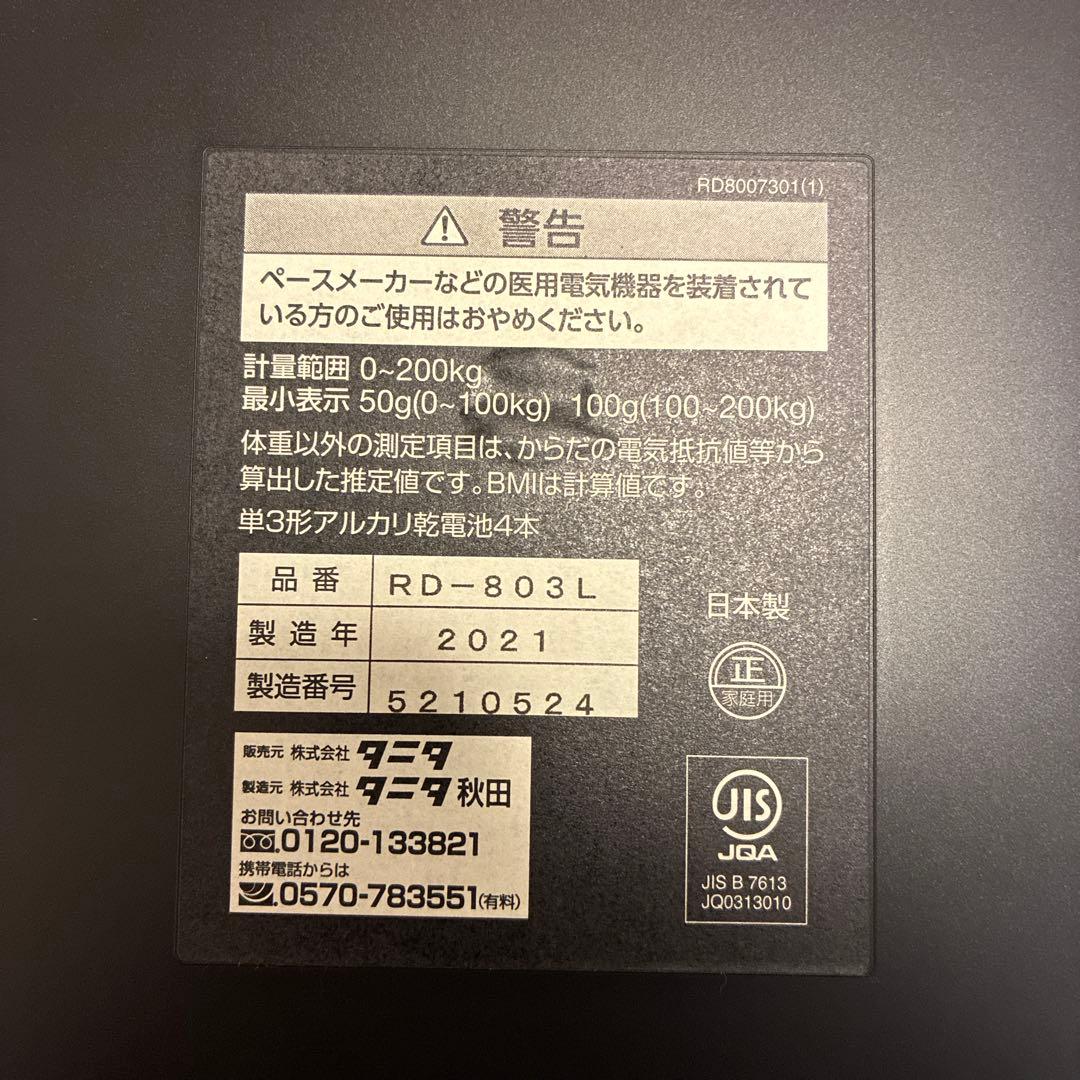 RD8007301(1)
警告
ペースメーカーなどの医用電気機器を装着されて
いる方のご使用はおやめください。
計量範囲 0~200kg
最小表示 50g(0~100kg) 100g(100~200kg)
体重以外の測定項目は、からだの電気抵抗値等から
算出した推定値です。BMIは計算値です。
単3形アルカリ乾電池4本
品番 RD-803L
製造年 2021
製造番号 5210524
日本製
正
家庭用
販売元 株式会社 タニタ
製造元 株式会社 タニタ秋田
お問い合わせ先
0120-133821
携帯電話からは
0570-783551(有料)
JIS
JQA
JIS B 7613
JQ0313010